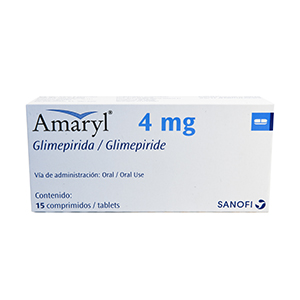 Amaryl® 4 mg
Glimepirida / Glimepiride
Vía de administración: Oral / Oral Use
Contenido:
15 comprimidos / tablets
SANOFI